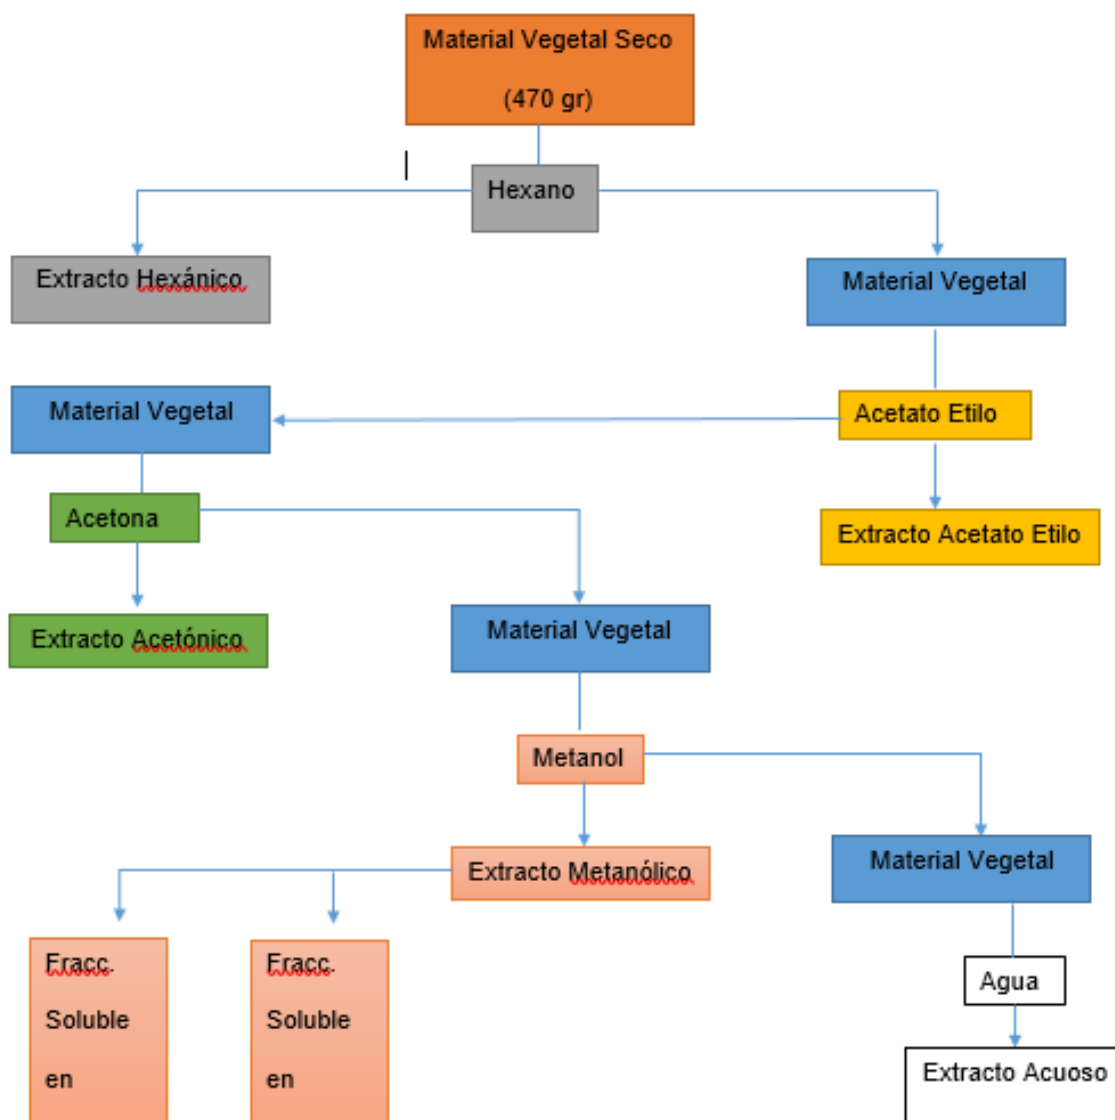 Material Vegetal Seco
(470 gr)
Hexano
Extracto Hexánico
Material Vegetal
Material Vegetal
Acetato Etilo
Acetona
Extracto Acetato Etilo
Extracto Acetónico
Material Vegetal
Metanol
Extracto Metanólico
Material Vegetal
Fracc.
Soluble
en
Fracc.
Soluble
en
Agua
Extracto Acuoso